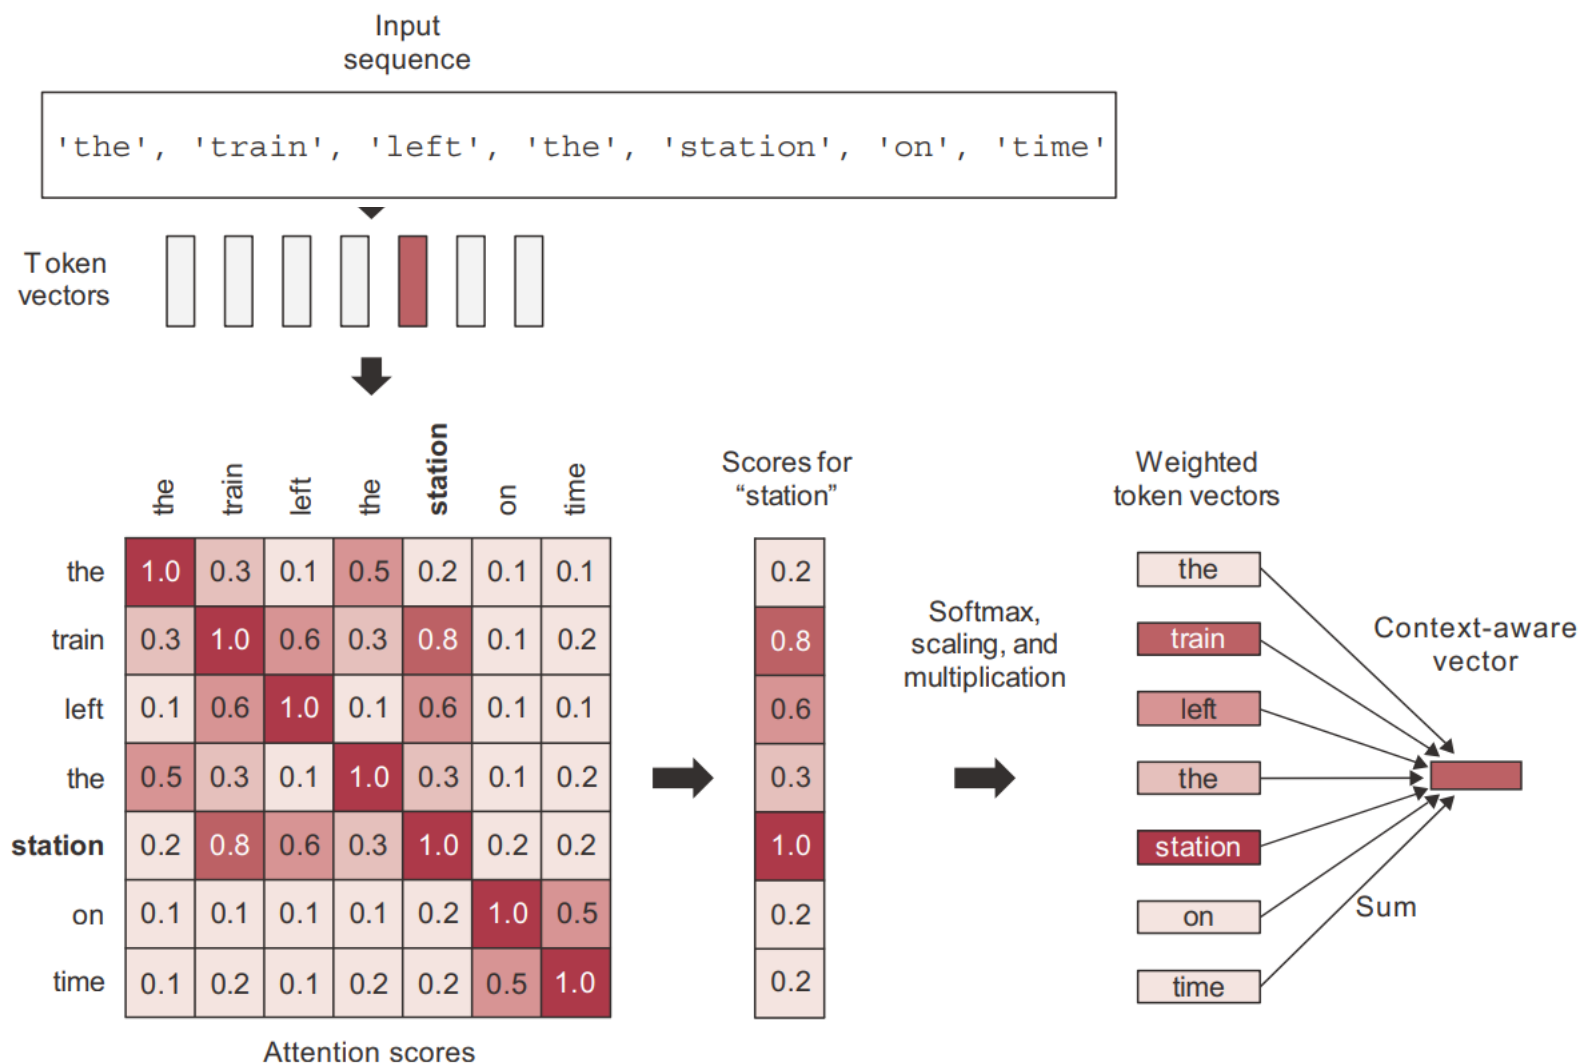 Input
sequence
'the', 'train', 'left', 'the', 'station', 'on', 'time'
Token
vectors
the train left the station on time
the 1.0 0.3 0.1 0.5 0.2 0.1 0.1
train 0.3 1.0 0.6 0.3 0.8 0.1 0.2
left 0.1 0.6 1.0 0.1 0.6 0.1 0.1
the 0.5 0.3 0.1 1.0 0.3 0.1 0.2
station 0.2 0.8 0.6 0.3 1.0 0.2 0.2
on 0.1 0.1 0.1 0.1 0.2 1.0 0.5
time 0.1 0.2 0.1 0.2 0.2 0.5 1.0
Attention scores
Scores for
“station”
0.2
0.8
0.6
0.3
1.0
0.2
0.2
Softmax,
scaling, and
multiplication
Weighted
token vectors
the
train
left
the
station
on
time
Sum
Context-aware
vector